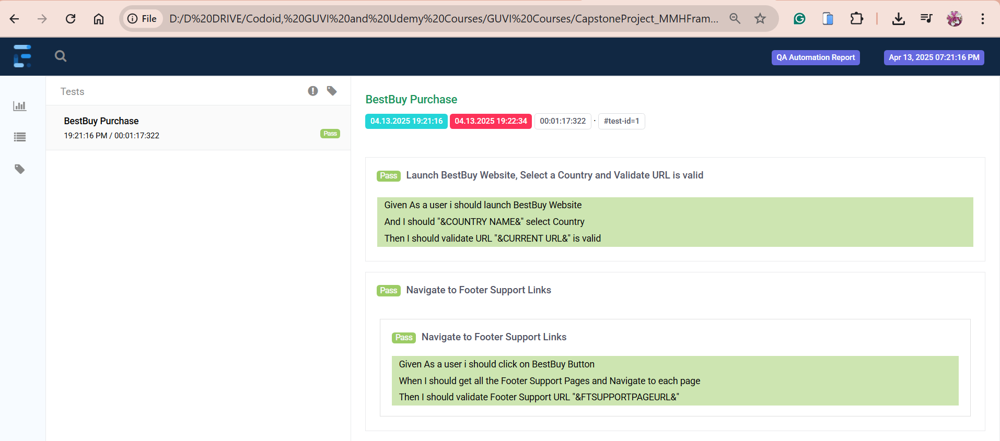 File D:/D%20DRIVE/Codoid,%20GUVI%20and%20Udemy%20Courses/GUVI%20Courses/CapstoneProject_MMHFram...
QA Automation Report Apr 13, 2025 07:21:16 PM
Tests
BestBuy Purchase
19:21:16 PM / 00:01:17:322
Pass
BestBuy Purchase
04.13.2025 19:21:16 04.13.2025 19:22:34 00:01:17:322 · #test-id=1
Pass Launch BestBuy Website, Select a Country and Validate URL is valid
Given As a user i should launch BestBuy Website
And I should "&COUNTRY NAME&" select Country
Then I should validate URL "&CURRENT URL&" is valid
Pass Navigate to Footer Support Links
Pass Navigate to Footer Support Links
Given As a user i should click on BestBuy Button
When I should get all the Footer Support Pages and Navigate to each page
Then I should validate Footer Support URL "&FTSUPPORTPAGEURL&"